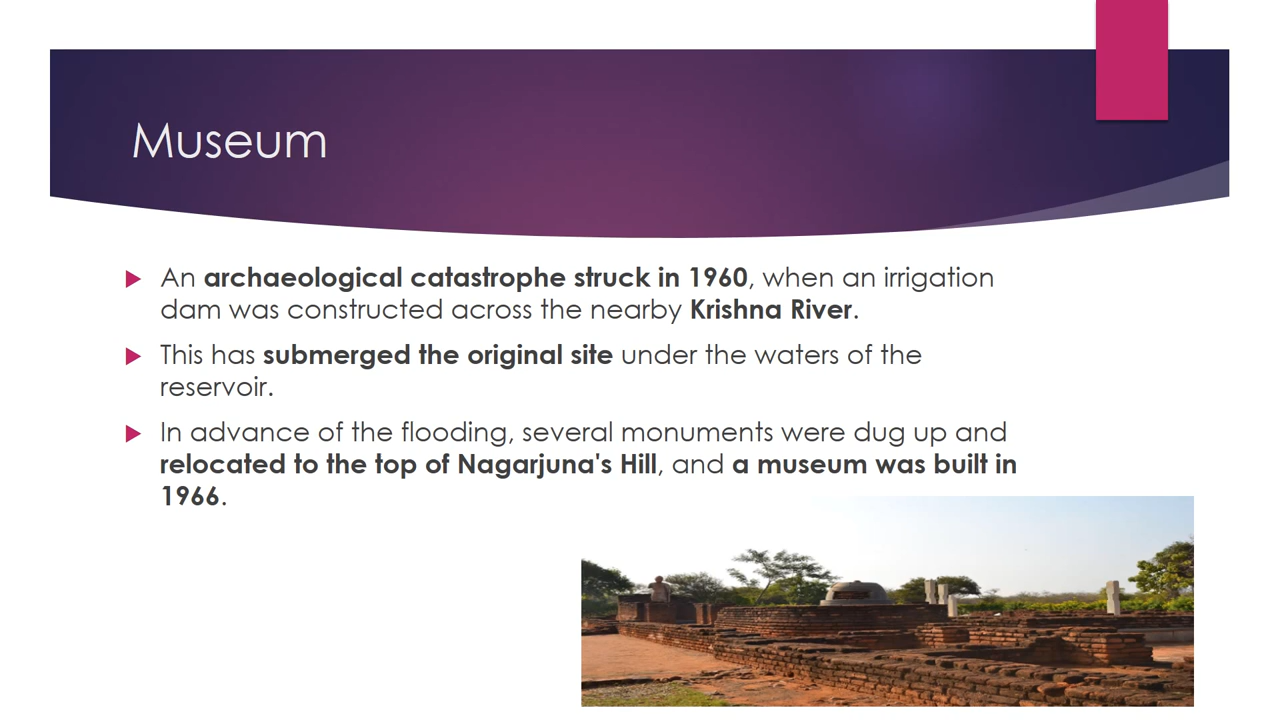 Museum
An archaeological catastrophe struck in 1960, when an irrigation
dam was constructed across the nearby Krishna River.
This has submerged the original site under the waters of the
reservoir.
In advance of the flooding, several monuments were dug up and
relocated to the top of Nagarjuna's Hill, and a museum was built in
1966.